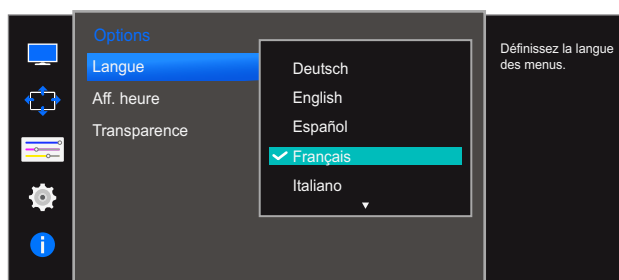 Options
Langue
Aff. heure
Transparence
Deutsch
English
Español
Français
Italiano
Définissez la langue
des menus.